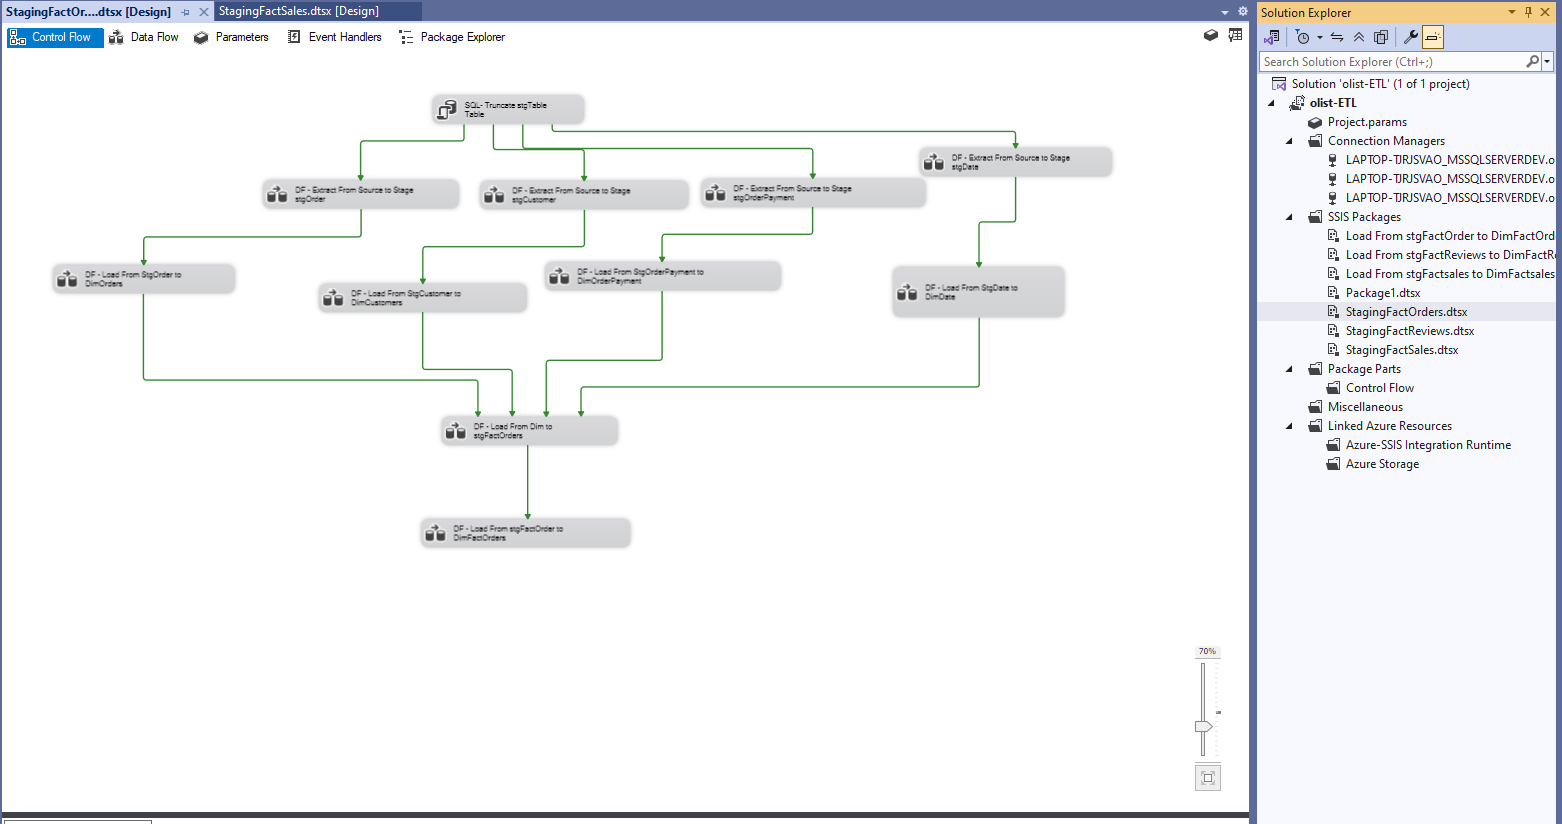 StagingFactOr....dtsx [Design]
StagingFactSales.dtsx [Design]
Control Flow
Data Flow
Parameters
Event Handlers
Package Explorer
SQL- Truncate stgTable
Table
DF - Extract From Source to Stage
stgDate
DF - Extract From Source to Stage
stgOrder
DF - Extract From Source to Stage
stgCustomer
DF - Extract From Source to Stage
stgOrderPayment
DF - Load From StgOrder to
DimOrders
DF - Load From StgCustomer to
DimCustomers
DF - Load From StgOrderPayment to
DimOrderPayment
DF - Load From StgDate to
DimDate
DF - Load From Dim to
stgFactOrders
DF - Load From stgFactOrder to
DimFactOrders
70%
Solution Explorer
Search Solution Explorer (Ctrl+;)
Solution 'olist-ETL' (1 of 1 project)
olist-ETL
Project.params
Connection Managers
LAPTOP-TJRJSVAO_MSSQLSERVERDEV.o
LAPTOP-TJRJSVAO_MSSQLSERVERDEV.o
LAPTOP-TJRJSVAO_MSSQLSERVERDEV.o
SSIS Packages
Load From stgFactOrder to DimFactOrd
Load From stgFactReviews to DimFactR
Load From stgFactsales to DimFactsales
Package1.dtsx
StagingFactOrders.dtsx
StagingFactReviews.dtsx
StagingFactSales.dtsx
Package Parts
Control Flow
Miscellaneous
Linked Azure Resources
Azure-SSIS Integration Runtime
Azure Storage